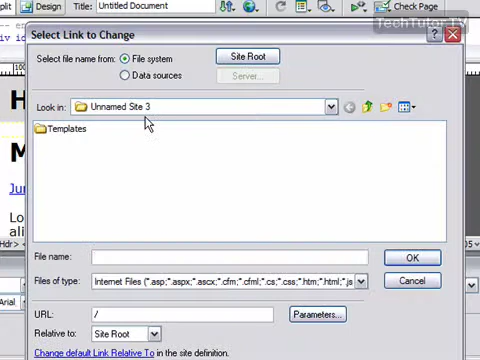 Split Design Title: Untitled Document Check Page
TechTutorTV
Select Link to Change
Select file name from: File system Site Root
Data sources Server...
Look in: Unnamed Site 3
Templates
File name: OK
Files of type: Internet Files (*.asp;*.aspx;*.ascx;*.cfm;*.cfml;*.cs;*.css;*.htm;*.html;*.js Cancel
URL: / Parameters...
Relative to: Site Root
Change default Link Relative To in the site definition.
Arial